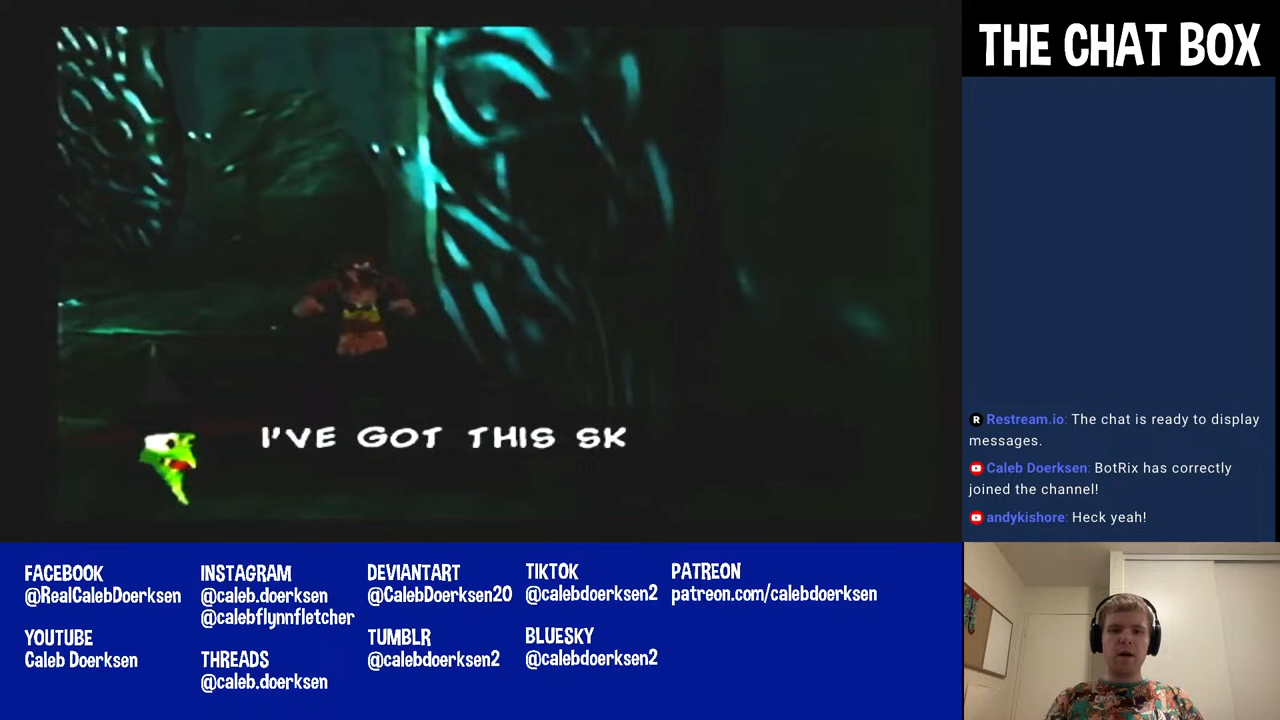 THE CHAT BOX
I'VE GOT THIS SK
Restream.io: The chat is ready to display
messages.
Caleb Doerksen: BotRix has correctly
joined the channel!
andykishore: Heck yeah!
FACEBOOK
@RealCalebDoerksen
YOUTUBE
Caleb Doerksen
INSTAGRAM
@caleb.doerksen
@calebflynnfletcher
THREADS
@caleb.doerksen
DEVIANTART
@CalebDoerksen20
TUMBLR
@calebdoerksen2
TIKTOK
@calebdoerksen2
BLUESKY
@calebdoerksen2
PATREON
patreon.com/calebdoerksen